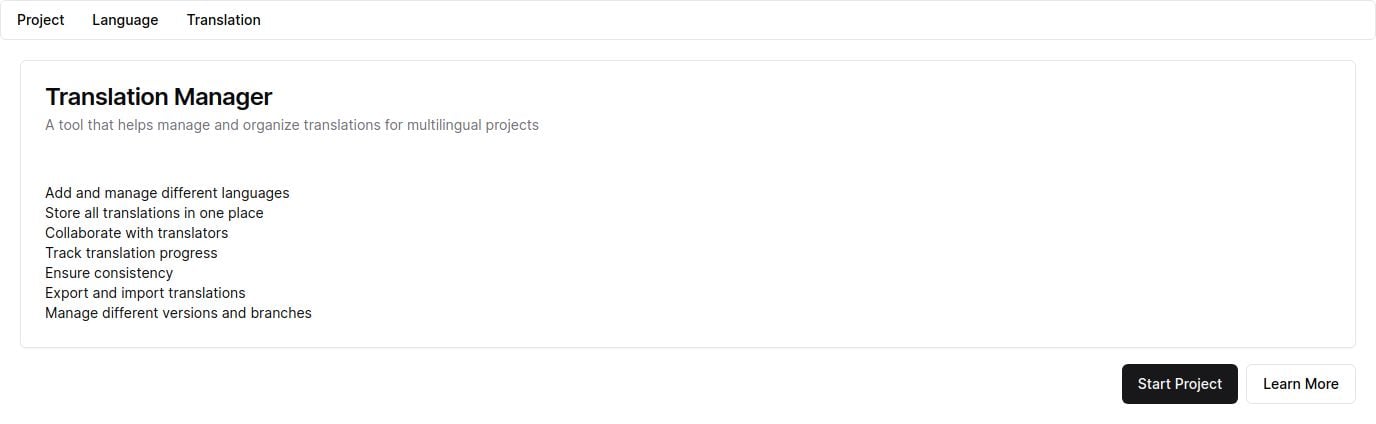 Project Language Translation
Translation Manager
A tool that helps manage and organize translations for multilingual projects
Add and manage different languages
Store all translations in one place
Collaborate with translators
Track translation progress
Ensure consistency
Export and import translations
Manage different versions and branches
Start Project Learn More